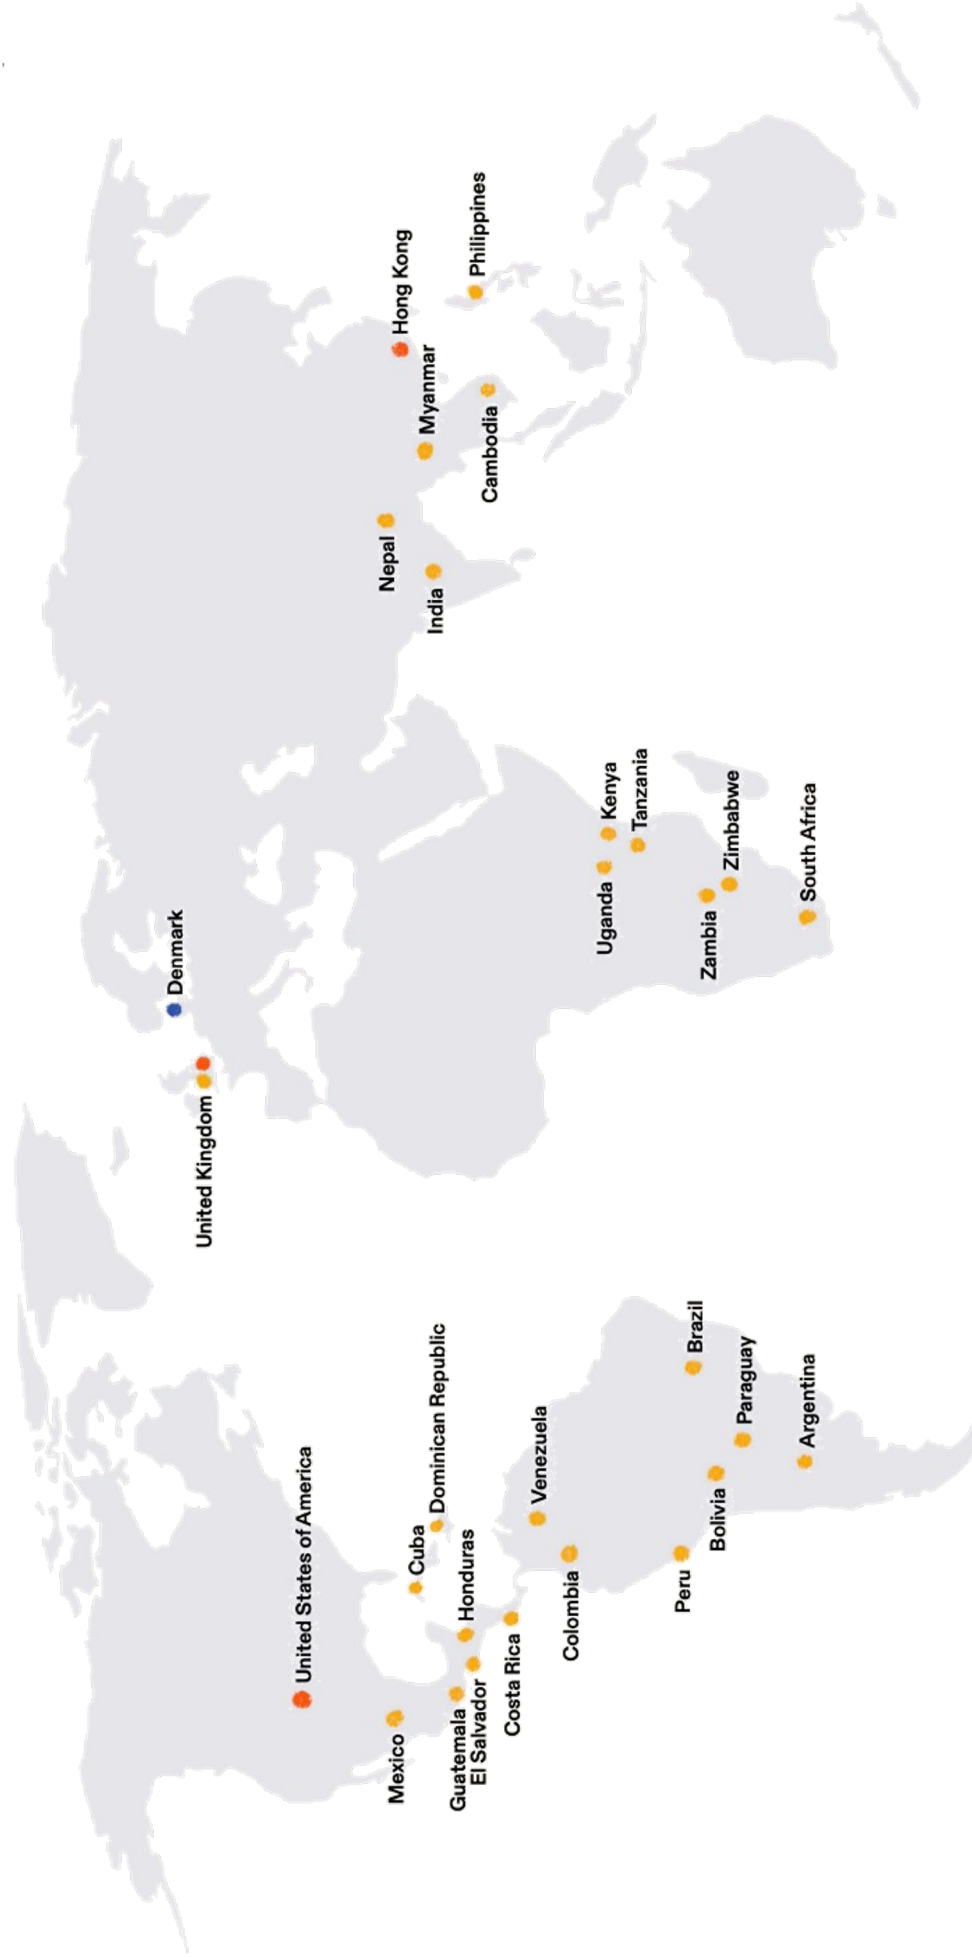 Denmark
United Kingdom
United States of America
Nepal
Hong Kong
Mexico
Cuba
Myanmar
India
Dominican Republic
Guatemala
Honduras
El Salvador
Philippines
Cambodia
Costa Rica
Venezuela
Colombia
Uganda
Kenya
Tanzania
Peru
Brazil
Zambia
Bolivia
Zimbabwe
Paraguay
Argentina
South Africa